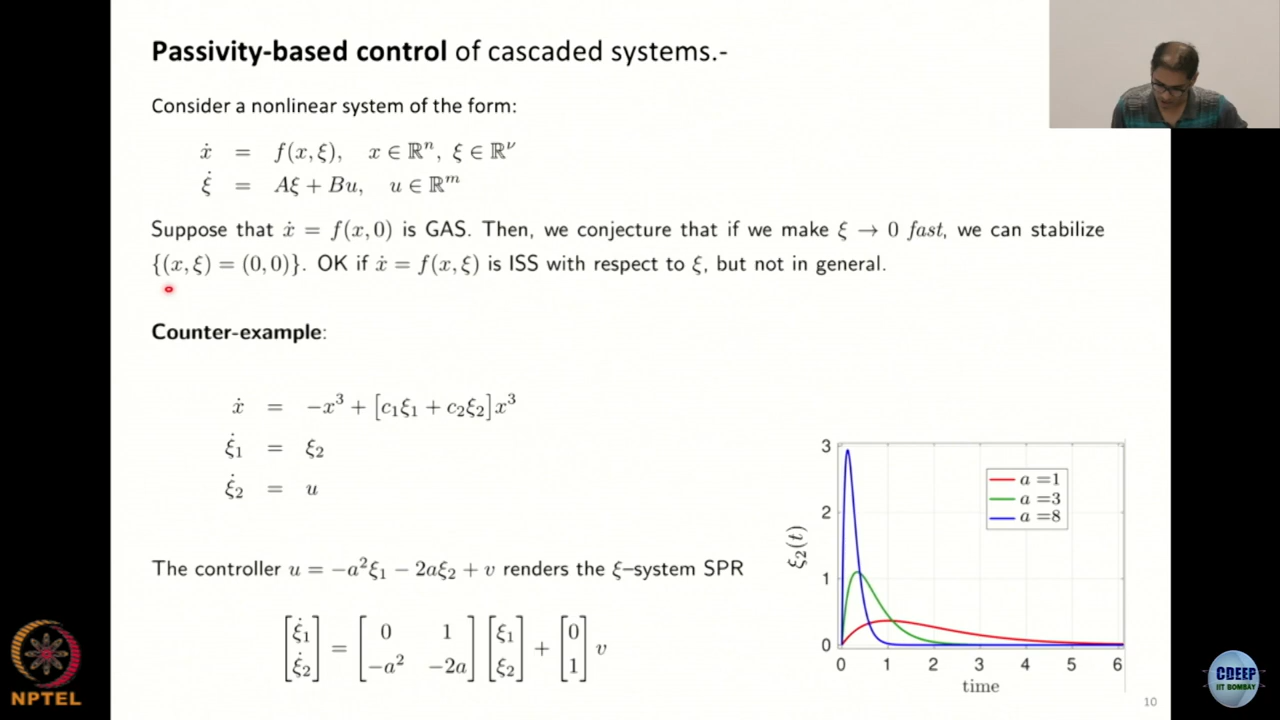 Passivity-based control of cascaded systems.-
Consider a nonlinear system of the form:
ẋ = f(x, ξ), x ∈ ℝⁿ, ξ ∈ ℝ^ν
ξ̇ = Aξ + Bu, u ∈ ℝᵐ
Suppose that ẋ = f(x, 0) is GAS. Then, we conjecture that if we make ξ → 0 fast, we can stabilize
{(x, ξ) = (0, 0)}. OK if ẋ = f(x, ξ) is ISS with respect to ξ, but not in general.
Counter-example:
ẋ = −x³ + [c₁ξ₁ + c₂ξ₂]x³
ξ̇₁ = ξ₂
ξ̇₂ = u
The controller u = −a²ξ₁ − 2aξ₂ + v renders the ξ–system SPR
[ξ̇₁ ξ̇₂] = [0 1 −a² −2a] [ξ₁ ξ₂] + [0 1] v
3
2
1
0
ξ₂(t)
a =1
a =3
a =8
0 1 2 3 4 5 6
time
NPTEL
CDEEP
IIT BOMBAY
10